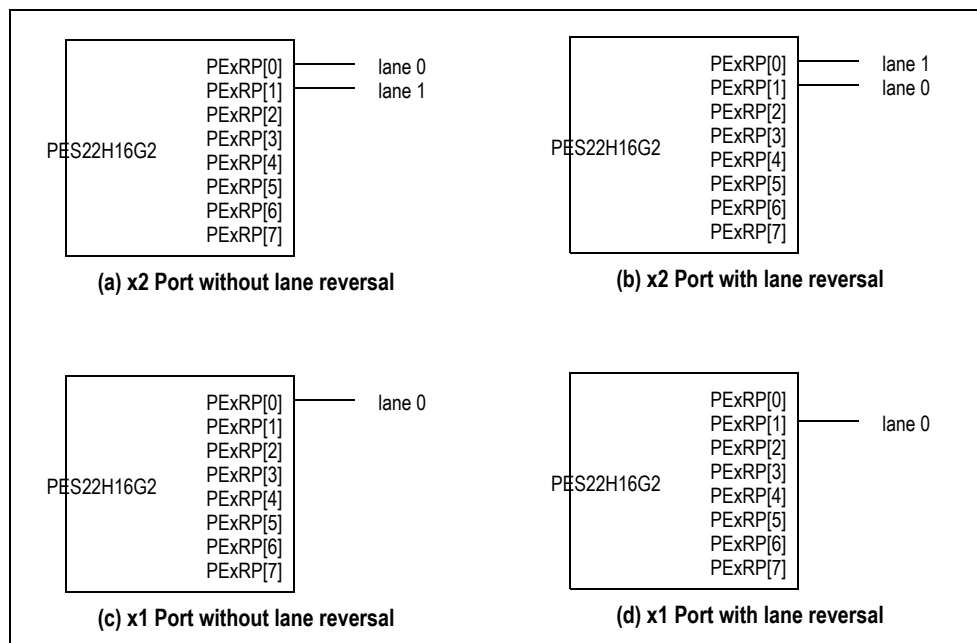 PExRP[0] lane 0
PExRP[1] lane 1
PExRP[2]
PExRP[3]
PES22H16G2 PExRP[4]
PExRP[5]
PExRP[6]
PExRP[7]
(a) x2 Port without lane reversal
PExRP[0] lane 1
PExRP[1] lane 0
PExRP[2]
PExRP[3]
PES22H16G2 PExRP[4]
PExRP[5]
PExRP[6]
PExRP[7]
(b) x2 Port with lane reversal
PExRP[0] lane 0
PExRP[1]
PExRP[2]
PExRP[3]
PES22H16G2 PExRP[4]
PExRP[5]
PExRP[6]
PExRP[7]
(c) x1 Port without lane reversal
PExRP[0]
PExRP[1] lane 0
PExRP[2]
PExRP[3]
PES22H16G2 PExRP[4]
PExRP[5]
PExRP[6]
PExRP[7]
(d) x1 Port with lane reversal